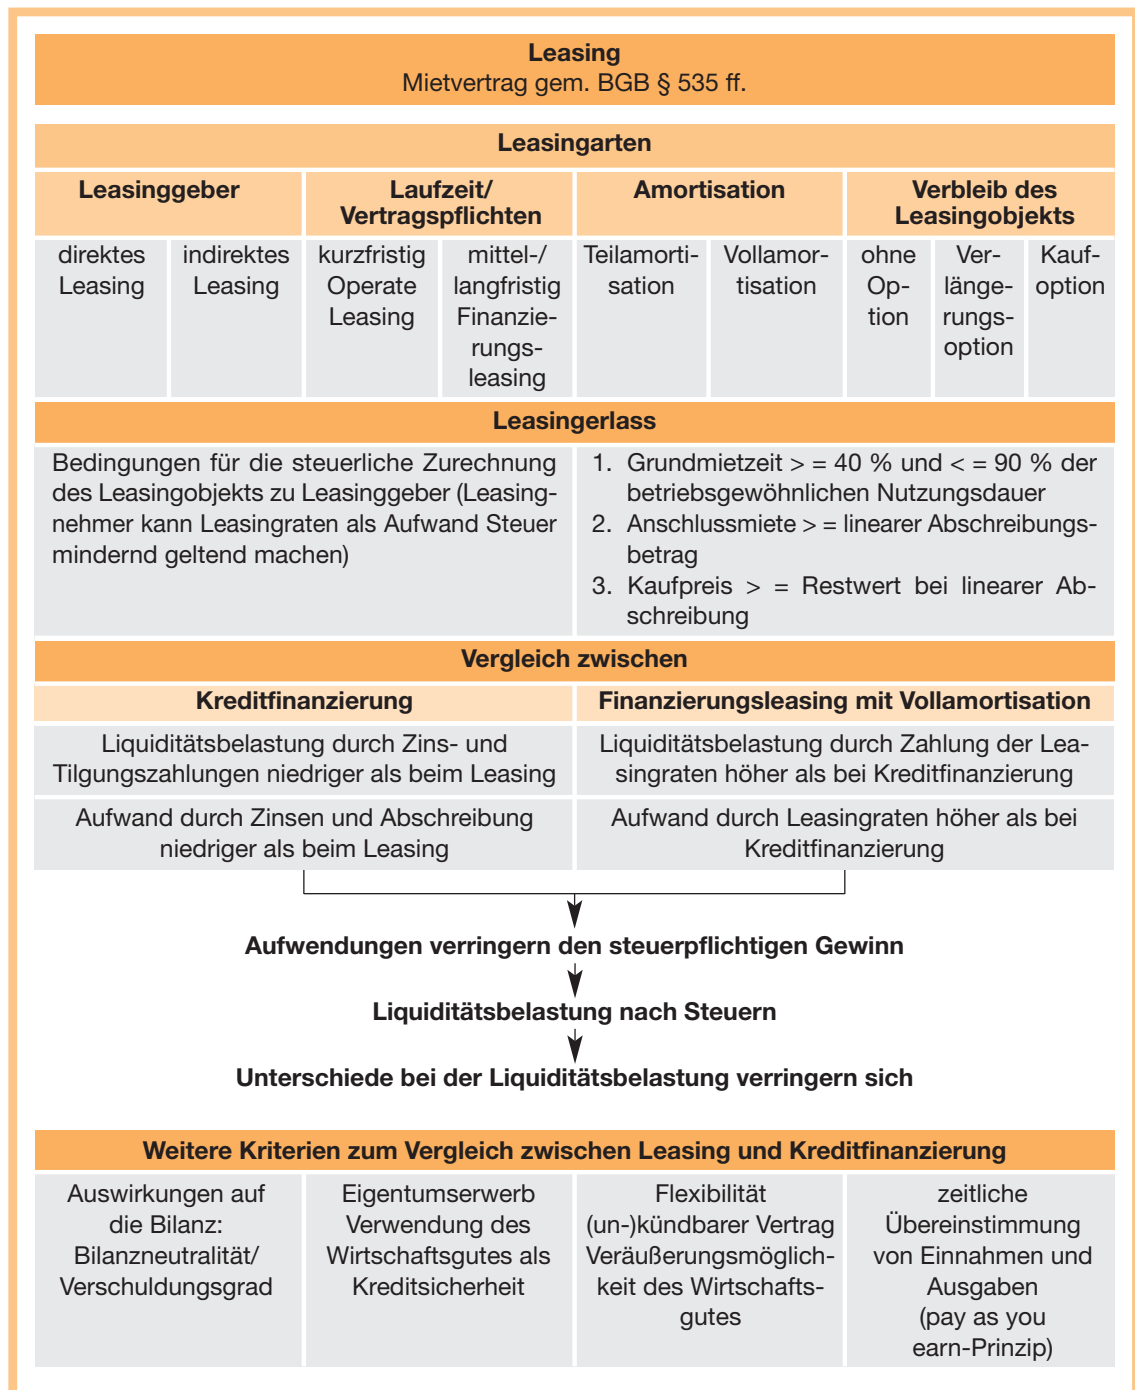 Leasing
Mietvertrag gem. BGB § 535 ff.
Leasingarten
Leasinggeber
Laufzeit/
Vertragspflichten
Amortisation
Verbleib des
Leasingobjekts
direktes
Leasing
indirektes
Leasing
kurzfristig
Operate
Leasing
mittel-/
langfristig
Finanzie-
rungs-
leasing
Teilamorti-
sation
Vollamor-
tisation
ohne
Op-
tion
Ver-
länge-
rungs-
option
Kauf-
option
Leasingerlass
Bedingungen für die steuerliche Zurechnung
des Leasingobjekts zu Leasinggeber (Leasing-
nehmer kann Leasingraten als Aufwand Steuer
mindernd geltend machen)
1. Grundmietzeit > = 40 % und < = 90 % der
betriebsgewöhnlichen Nutzungsdauer
2. Anschlussmiete > = linearer Abschreibungs-
betrag
3. Kaufpreis > = Restwert bei linearer Ab-
schreibung
Vergleich zwischen
Kreditfinanzierung
Finanzierungsleasing mit Vollamortisation
Liquiditätsbelastung durch Zins- und
Tilgungszahlungen niedriger als beim Leasing
Liquiditätsbelastung durch Zahlung der Lea-
singraten höher als bei Kreditfinanzierung
Aufwand durch Zinsen und Abschreibung
niedriger als beim Leasing
Aufwand durch Leasingraten höher als bei
Kreditfinanzierung
Aufwendungen verringern den steuerpflichtigen Gewinn
Liquiditätsbelastung nach Steuern
Unterschiede bei der Liquiditätsbelastung verringern sich
Weitere Kriterien zum Vergleich zwischen Leasing und Kreditfinanzierung
Auswirkungen auf
die Bilanz:
Bilanzneutralität/
Verschuldungsgrad
Eigentumserwerb
Verwendung des
Wirtschaftsgutes als
Kreditsicherheit
Flexibilität
(un-)kündbarer Vertrag
Veräußerungsmöglich-
keit des Wirtschafts-
gutes
zeitliche
Übereinstimmung
von Einnahmen und
Ausgaben
(pay as you
earn-Prinzip)